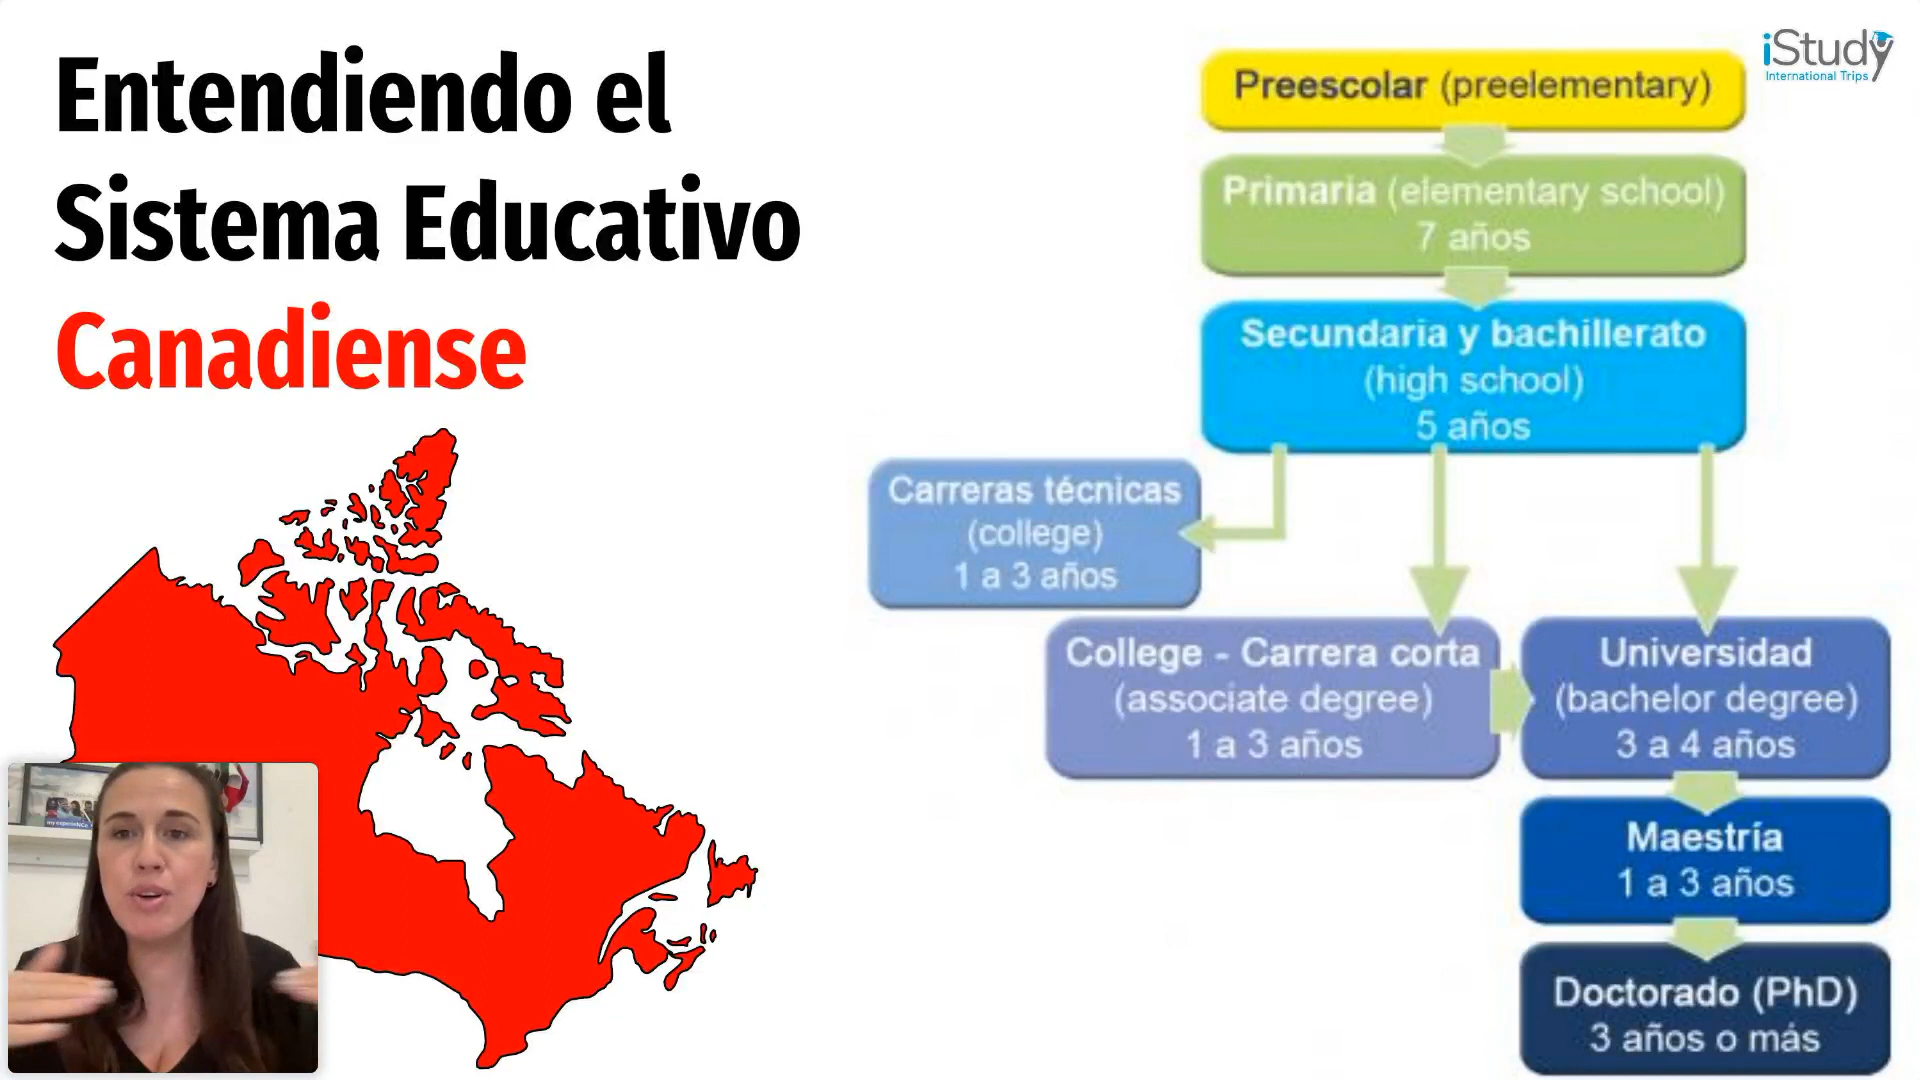 Entendiendo el
Sistema Educativo
Canadiense
iStudy
International Trips
Preescolar (preelementary)
Primaria (elementary school)
7 años
Secundaria y bachillerato
(high school)
5 años
Carreras técnicas
(college)
1 a 3 años
College - Carrera corta
(associate degree)
1 a 3 años
Universidad
(bachelor degree)
3 a 4 años
Maestría
1 a 3 años
Doctorado (PhD)
3 años o más